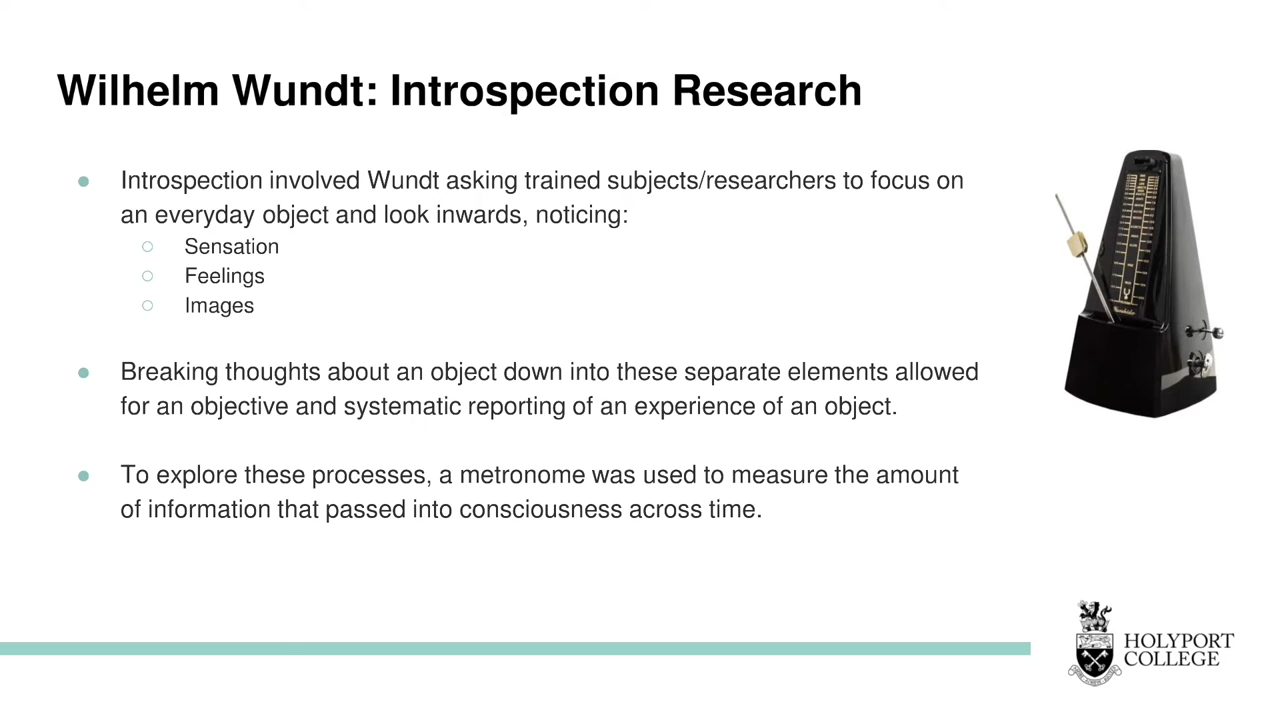 Wilhelm Wundt: Introspection Research
● Introspection involved Wundt asking trained subjects/researchers to focus on
an everyday object and look inwards, noticing:
○ Sensation
○ Feelings
○ Images
● Breaking thoughts about an object down into these separate elements allowed
for an objective and systematic reporting of an experience of an object.
● To explore these processes, a metronome was used to measure the amount
of information that passed into consciousness across time.
HOLYPORT
COLLEGE